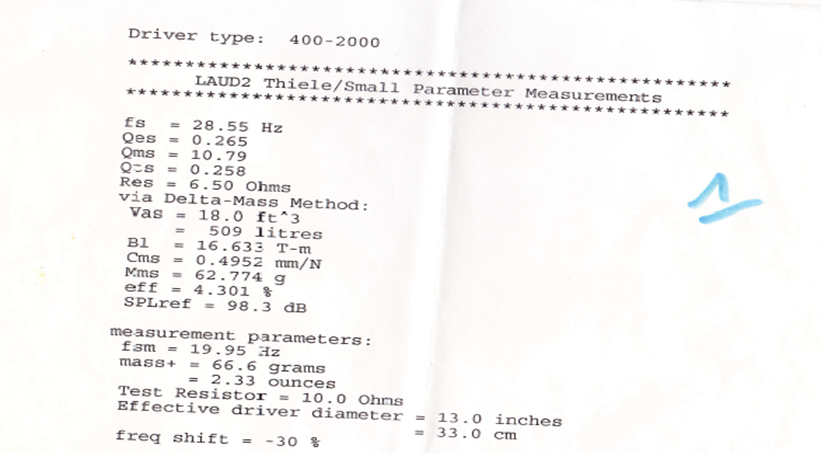 Driver type: 400-2000
*****************************************************
LAUD2 Thiele/Small Parameter Measurements
*****************************************************
fs = 28.55 Hz
Qes = 0.265
Qms = 10.79
Qts = 0.258
Res = 6.50 Ohms
via Delta-Mass Method:
Vas = 18.0 ft^3
= 509 litres
Bl = 16.633 T-m
Cms = 0.4952 mm/N
Mms = 62.774 g
eff = 4.301 %
SPLref = 98.3 dB
1
measurement parameters:
fsm = 19.95 Hz
mass+ = 66.6 grams
= 2.33 ounces
Test Resistor = 10.0 Ohms
Effective driver diameter = 13.0 inches
= 33.0 cm
freq shift = -30 %